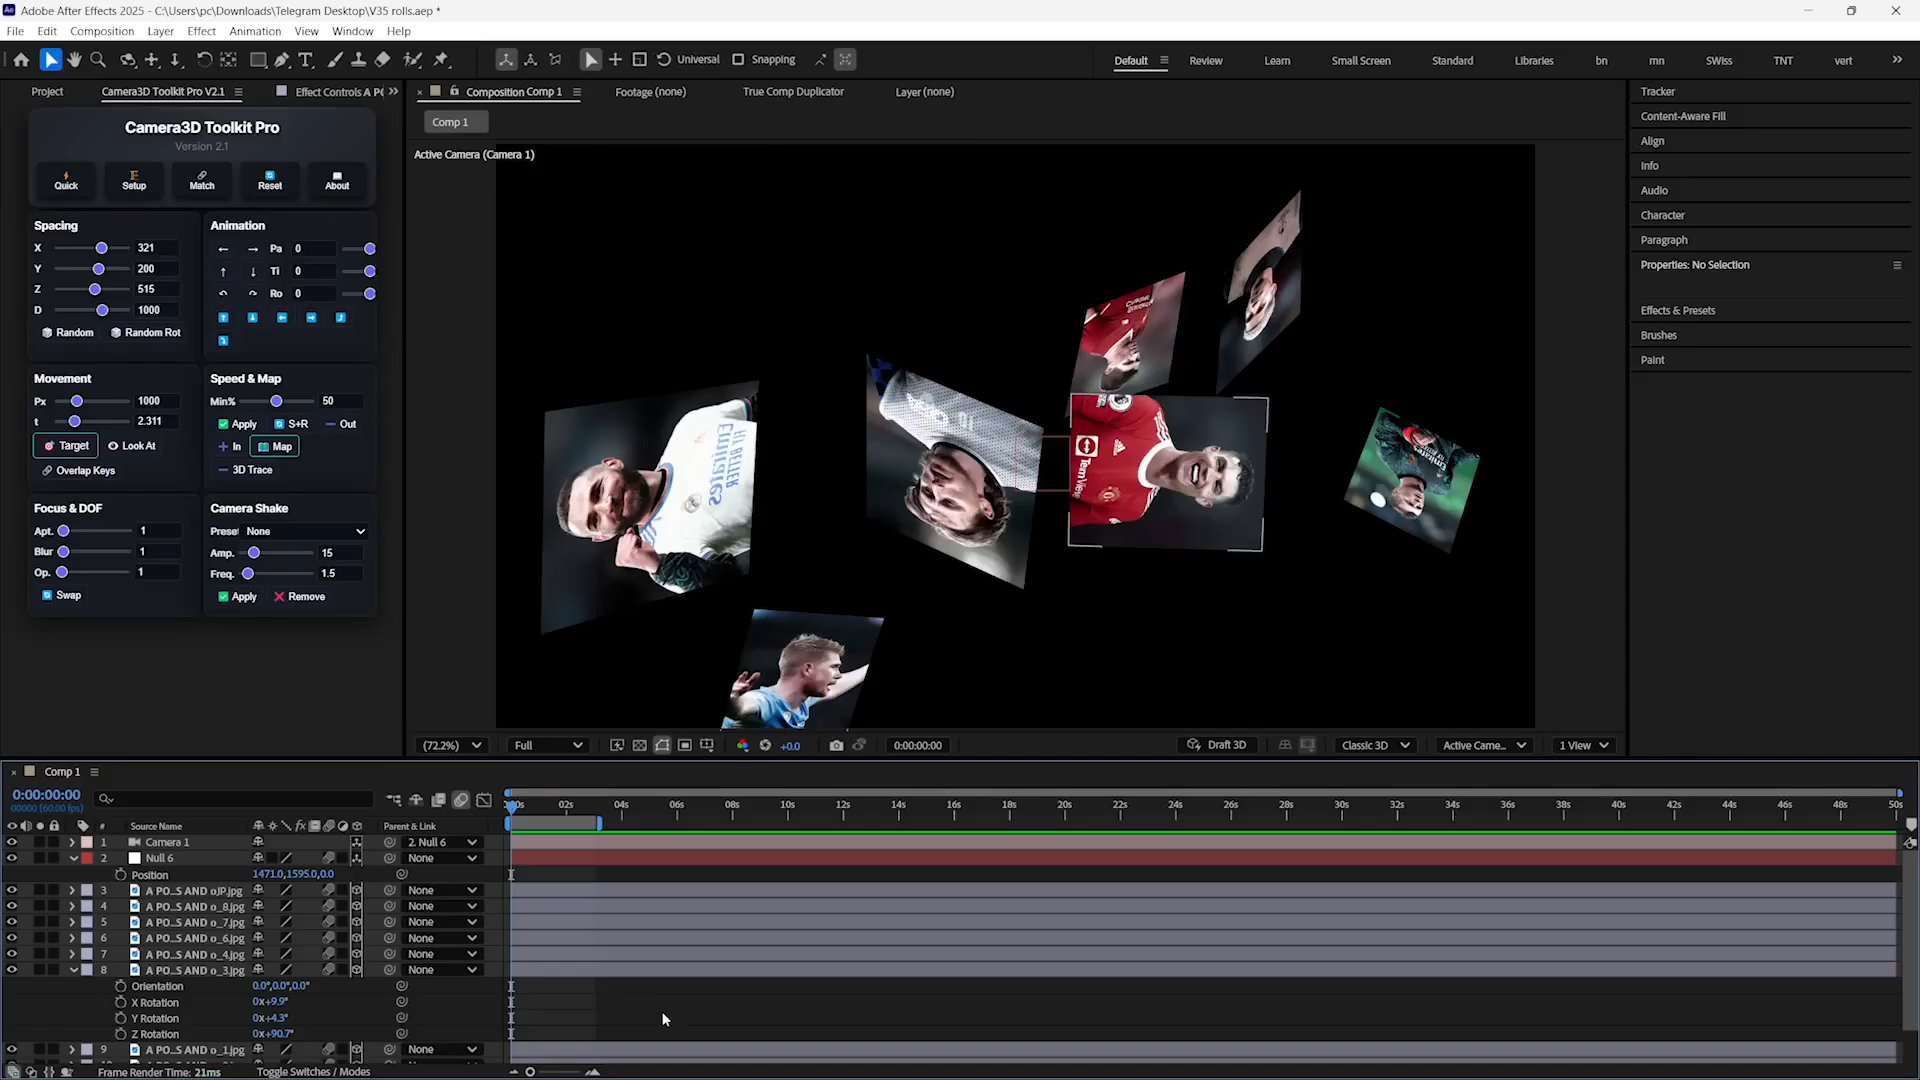 Adobe After Effects 2025 - C:\Users\pc\Downloads\Telegram Desktop\V35 rolls.aep *
File Edit Composition Layer Effect Animation View Window Help
Universal Snapping Default Review Learn Small Screen Standard Libraries bn mn SWiss TNT vert
Project Camera3D Toolkit Pro V2.1 Effect Controls A P(
Composition Comp 1 Footage (none) True Comp Duplicator Layer (none)
Comp 1
Active Camera (Camera 1)
Camera3D Toolkit Pro
Version 2.1
Quick Setup Match Reset About
Spacing
X 321
Y 200
Z 515
D 1000
Random Random Rot
Animation
Pa 0
Ti 0
Ro 0
Movement
Px 1000
t 2.311
Target Look At
Overlap Keys
Speed & Map
Min% 50
Apply S+R Out
In Map
3D Trace
Focus & DOF
Apt. 1
Blur 1
Op. 1
Swap
Camera Shake
Prese None
Amp. 15
Freq. 1.5
Apply Remove
Emirates
TeamViewer
Tracker
Content-Aware Fill
Align
Info
Audio
Character
Paragraph
Properties: No Selection
Effects & Presets
Brushes
Paint
(72.2%) Full +0.0 0:00:00:00 Draft 3D Classic 3D Active Came... 1 View
Comp 1
0:00:00:00
00000 (60.00 fps)
02s 04s 06s 08s 10s 12s 14s 16s 18s 20s 22s 24s 26s 28s 30s 32s 34s 36s 38s 40s 42s 44s 46s 48s 50s
# Source Name Parent & Link
1 Camera 1 2. Null 6
2 Null 6 None
Position 1471.0,1595.0,0.0
3 A PO...S AND oJP.jpg None
4 A PO...S AND o_8.jpg None
5 A PO...S AND o_7.jpg None
6 A PO...S AND o_6.jpg None
7 A PO...S AND o_4.jpg None
8 A PO...S AND o_3.jpg None
Orientation 0.0°,0.0°,0.0°
X Rotation 0x+9.9°
Y Rotation 0x+4.3°
Z Rotation 0x+90.7°
9 A PO...S AND o_1.jpg None
Frame Render Time: 21ms Toggle Switches / Modes